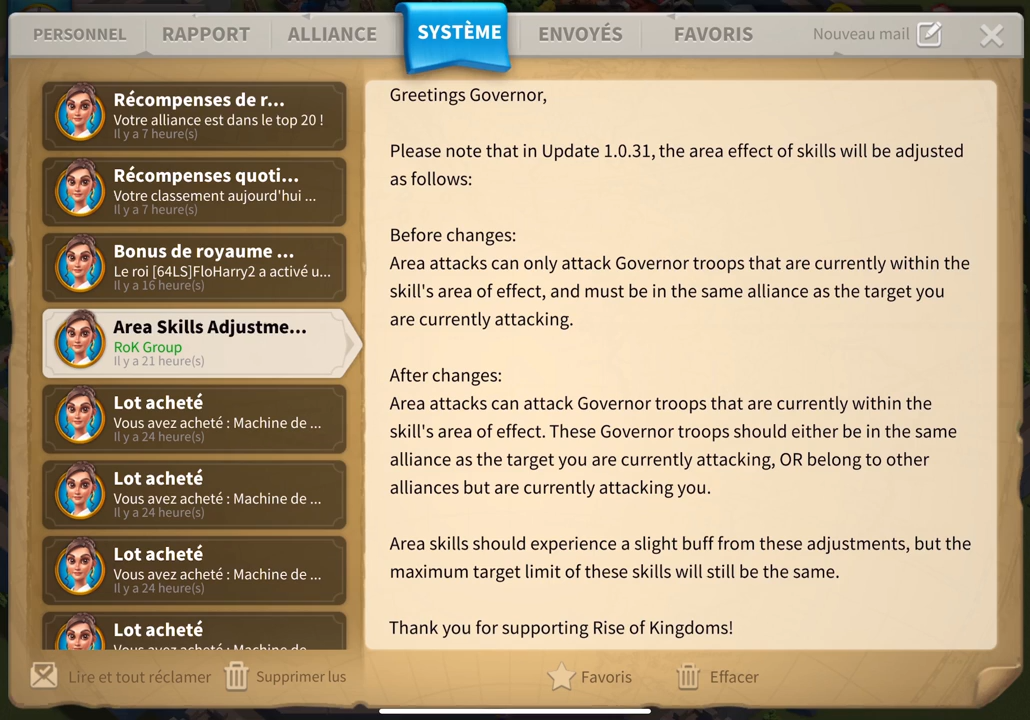 PERSONNEL
RAPPORT
ALLIANCE
SYSTÈME
ENVOYÉS
FAVORIS
Nouveau mail
Récompenses de r...
Votre alliance est dans le top 20 !
Il y a 7 heure(s)
Récompenses quoti...
Votre classement aujourd'hui ...
Il y a 7 heure(s)
Bonus de royaume ...
Le roi [64LS]FloHarry2 a activé u...
Il y a 16 heure(s)
Area Skills Adjustme...
RoK Group
Il y a 21 heure(s)
Lot acheté
Vous avez acheté : Machine de ...
Il y a 24 heure(s)
Lot acheté
Vous avez acheté : Machine de ...
Il y a 24 heure(s)
Lot acheté
Vous avez acheté : Machine de ...
Il y a 24 heure(s)
Lot acheté
Vous avez acheté : Machine de ...
Greetings Governor,
Please note that in Update 1.0.31, the area effect of skills will be adjusted
as follows:
Before changes:
Area attacks can only attack Governor troops that are currently within the
skill's area of effect, and must be in the same alliance as the target you
are currently attacking.
After changes:
Area attacks can attack Governor troops that are currently within the
skill's area of effect. These Governor troops should either be in the same
alliance as the target you are currently attacking, OR belong to other
alliances but are currently attacking you.
Area skills should experience a slight buff from these adjustments, but the
maximum target limit of these skills will still be the same.
Thank you for supporting Rise of Kingdoms!
Lire et tout réclamer
Supprimer lus
Favoris
Effacer